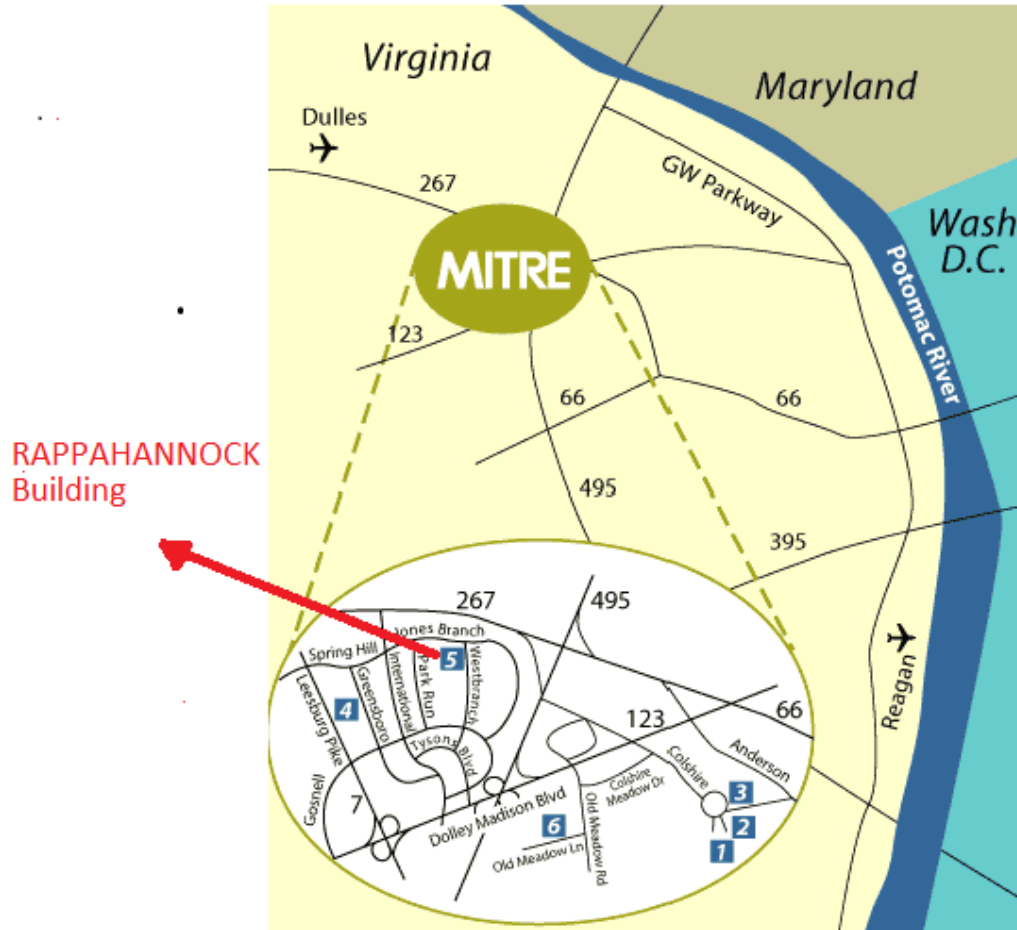 Virginia
Maryland
Dulles
267
GW Parkway
Wash
D.C.
MITRE
Potomac River
123
66
66
RAPPAHANNOCK
Building
495
395
267
495
Jones Branch
Spring Hill
5
Westbranch
Park Run
International
Greensboro
Leesburg Pike
4
Reagan
123
66
Tysons Blvd
Colshire
Anderson
Colshire
Meadow Dr
Gosnell
7
Dolley Madison Blvd
Old Meadow Rd
3
2
1
6
Old Meadow Ln